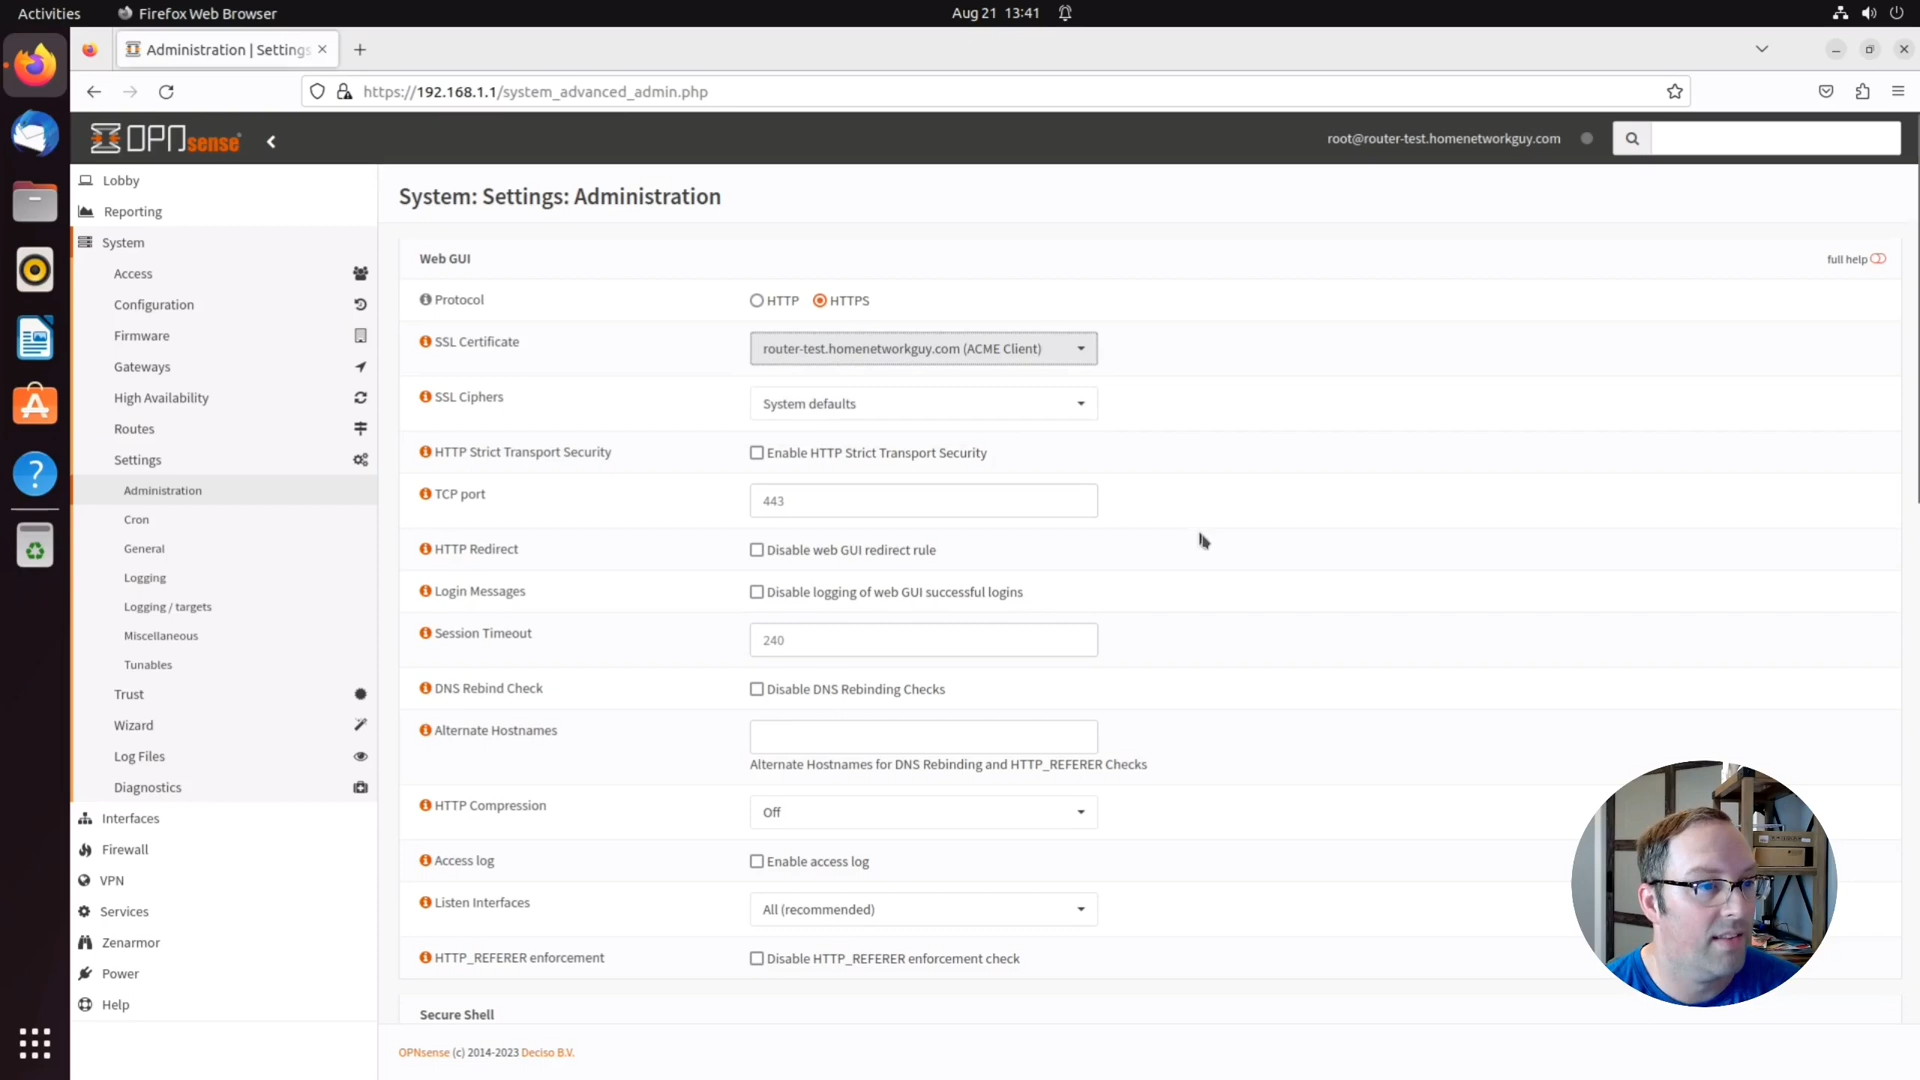 Activities
Firefox Web Browser
Aug 21 13:41
Administration | Settings
https://192.168.1.1/system_advanced_admin.php
OPNsense
root@router-test.homenetworkguy.com
Lobby
Reporting
System
Access
Configuration
Firmware
Gateways
High Availability
Routes
Settings
Administration
Cron
General
Logging
Logging / targets
Miscellaneous
Tunables
Trust
Wizard
Log Files
Diagnostics
Interfaces
Firewall
VPN
Services
Zenarmor
Power
Help
System: Settings: Administration
Web GUI
full help
Protocol
HTTP HTTPS
SSL Certificate
router-test.homenetworkguy.com (ACME Client)
SSL Ciphers
System defaults
HTTP Strict Transport Security
Enable HTTP Strict Transport Security
TCP port
443
HTTP Redirect
Disable web GUI redirect rule
Login Messages
Disable logging of web GUI successful logins
Session Timeout
240
DNS Rebind Check
Disable DNS Rebinding Checks
Alternate Hostnames
Alternate Hostnames for DNS Rebinding and HTTP_REFERER Checks
HTTP Compression
Off
Access log
Enable access log
Listen Interfaces
All (recommended)
HTTP_REFERER enforcement
Disable HTTP_REFERER enforcement check
Secure Shell
OPNsense (c) 2014-2023 Deciso B.V.